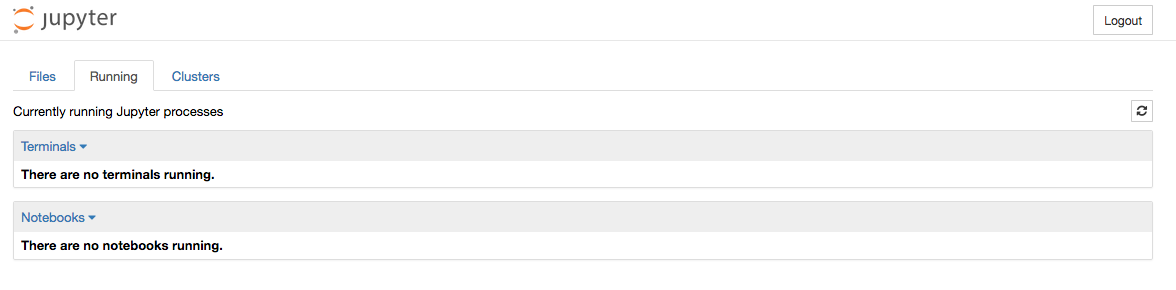 jupyter
Logout
Files
Running
Clusters
Currently running Jupyter processes
Terminals
There are no terminals running.
Notebooks
There are no notebooks running.